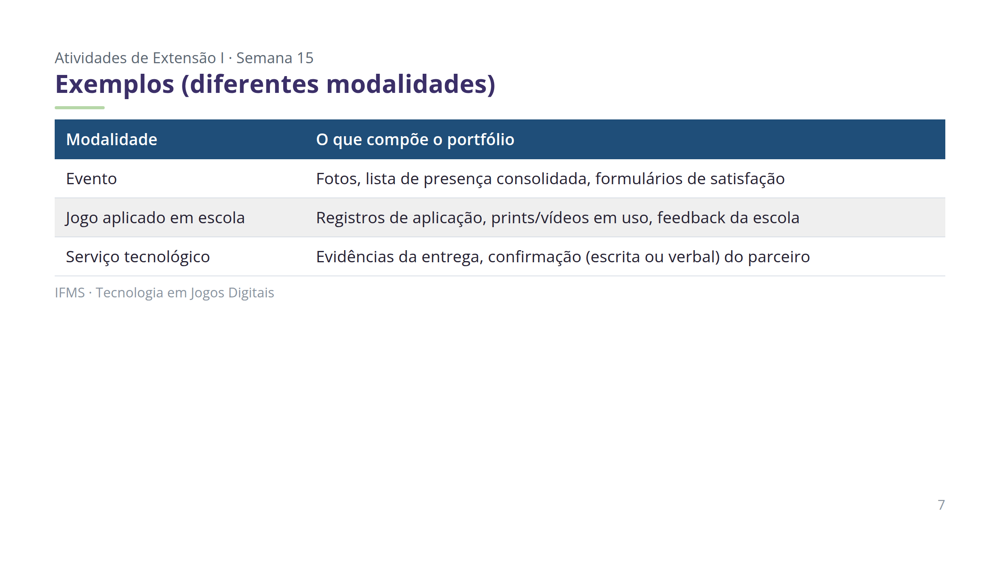 Atividades de Extensão I · Semana 15
Exemplos (diferentes modalidades)
Modalidade O que compõe o portfólio
Evento Fotos, lista de presença consolidada, formulários de satisfação
Jogo aplicado em escola Registros de aplicação, prints/vídeos em uso, feedback da escola
Serviço tecnológico Evidências da entrega, confirmação (escrita ou verbal) do parceiro
IFMS · Tecnologia em Jogos Digitais
7